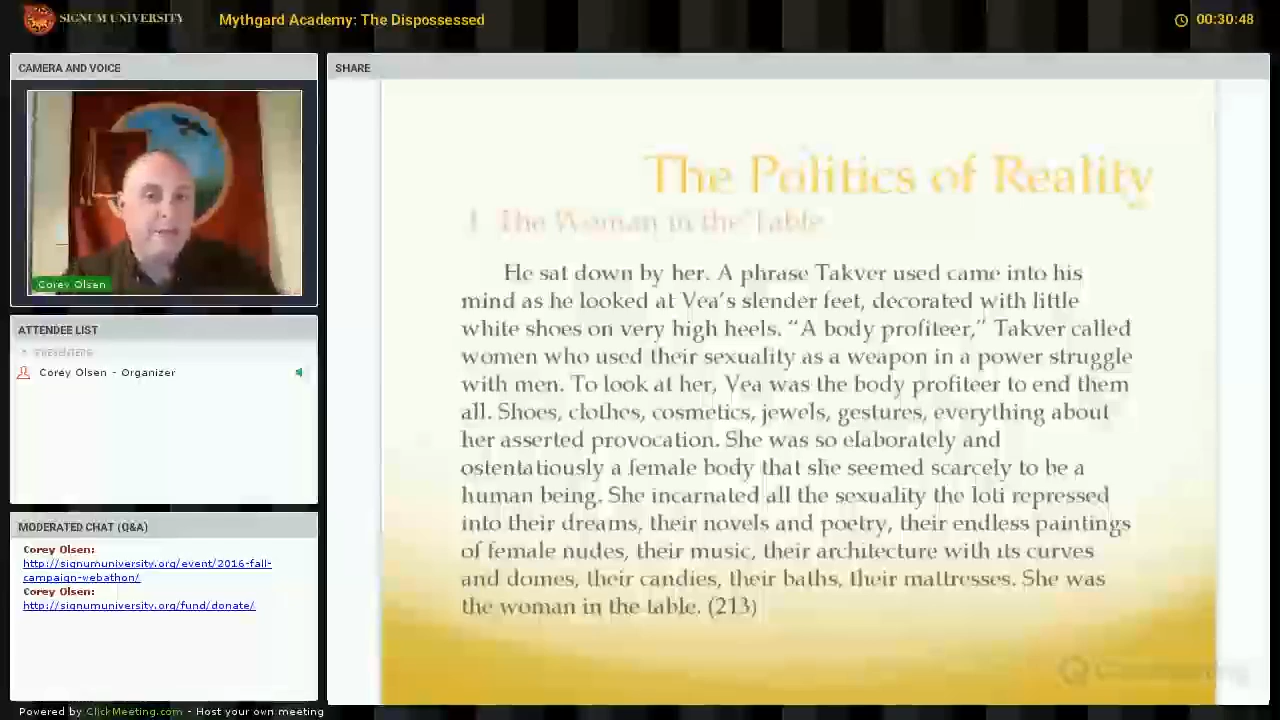 SIGNUM UNIVERSITY
Mythgard Academy: The Dispossessed
00:30:48
CAMERA AND VOICE
Corey Olsen
ATTENDEE LIST
PRESENTERS
Corey Olsen - Organizer
MODERATED CHAT (Q&A)
Corey Olsen:
http://signumuniversity.org/event/2016-fall-
campaign-webathon/
Corey Olsen:
http://signumuniversity.org/fund/donate/
SHARE
The Politics of Reality
1. The Woman in the Table
He sat down by her. A phrase Takver used came into his
mind as he looked at Vea's slender feet, decorated with little
white shoes on very high heels. “A body profiteer,” Takver called
women who used their sexuality as a weapon in a power struggle
with men. To look at her, Vea was the body profiteer to end them
all. Shoes, clothes, cosmetics, jewels, gestures, everything about
her asserted provocation. She was so elaborately and
ostentatiously a female body that she seemed scarcely to be a
human being. She incarnated all the sexuality the Ioti repressed
into their dreams, their novels and poetry, their endless paintings
of female nudes, their music, their architecture with its curves
and domes, their candies, their baths, their mattresses. She was
the woman in the table. (213)
ClickMeeting
Powered by ClickMeeting.com - Host your own meeting